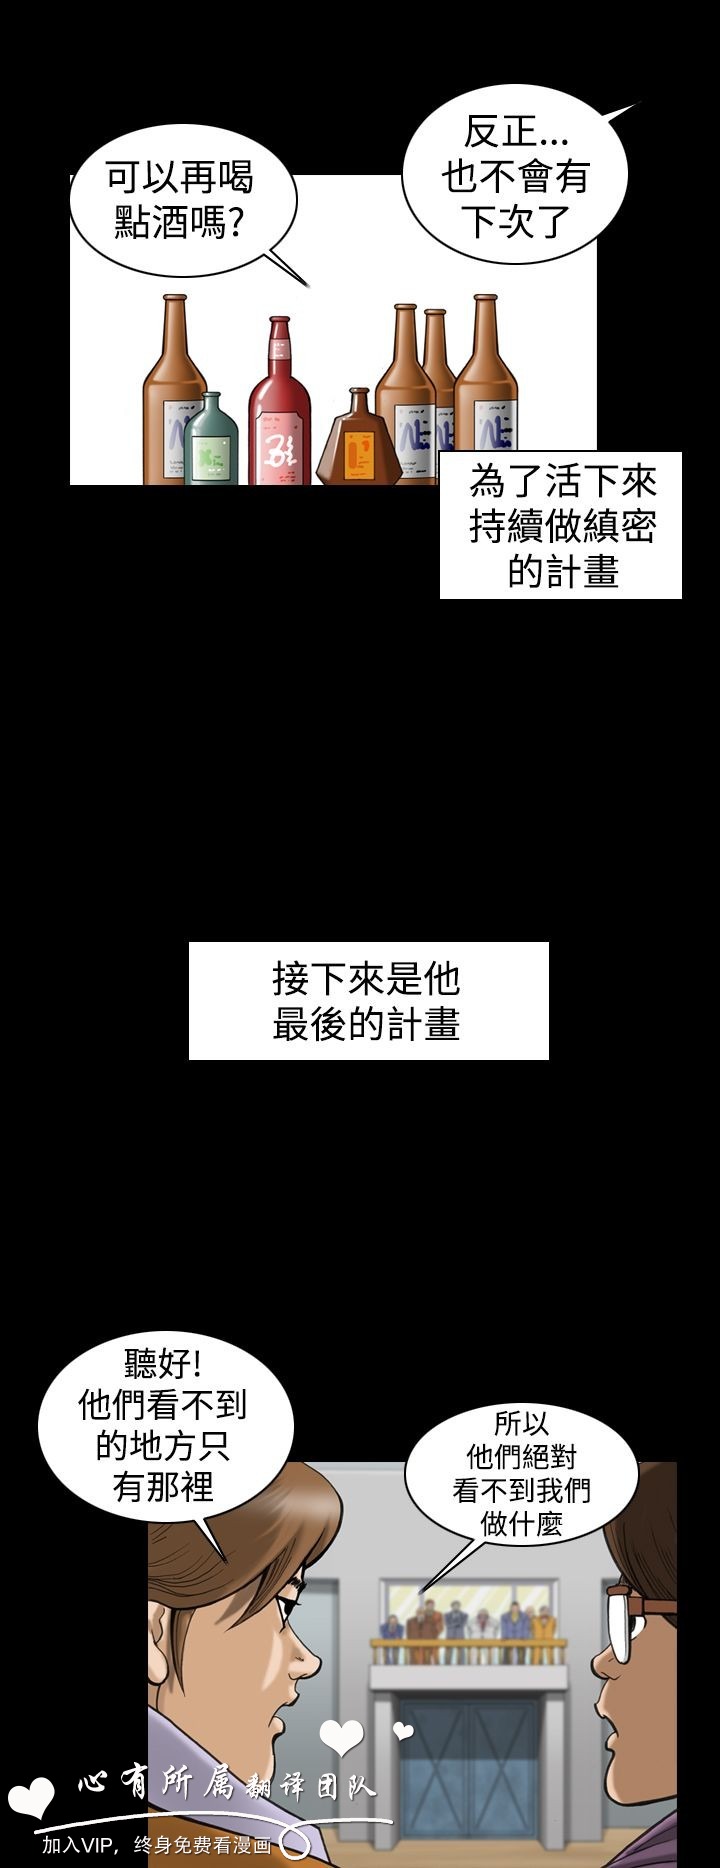 反正...
也不會有
下次了
可以再喝
點酒嗎?
為了活下來
持續做縝密
的計畫
接下來是他
最後的計畫
聽好!
他們看不到
的地方只
有那裡
所以
他們絕對
看不到我們
做什麼
心有所属翻译团队
加入VIP，终身免费看漫画